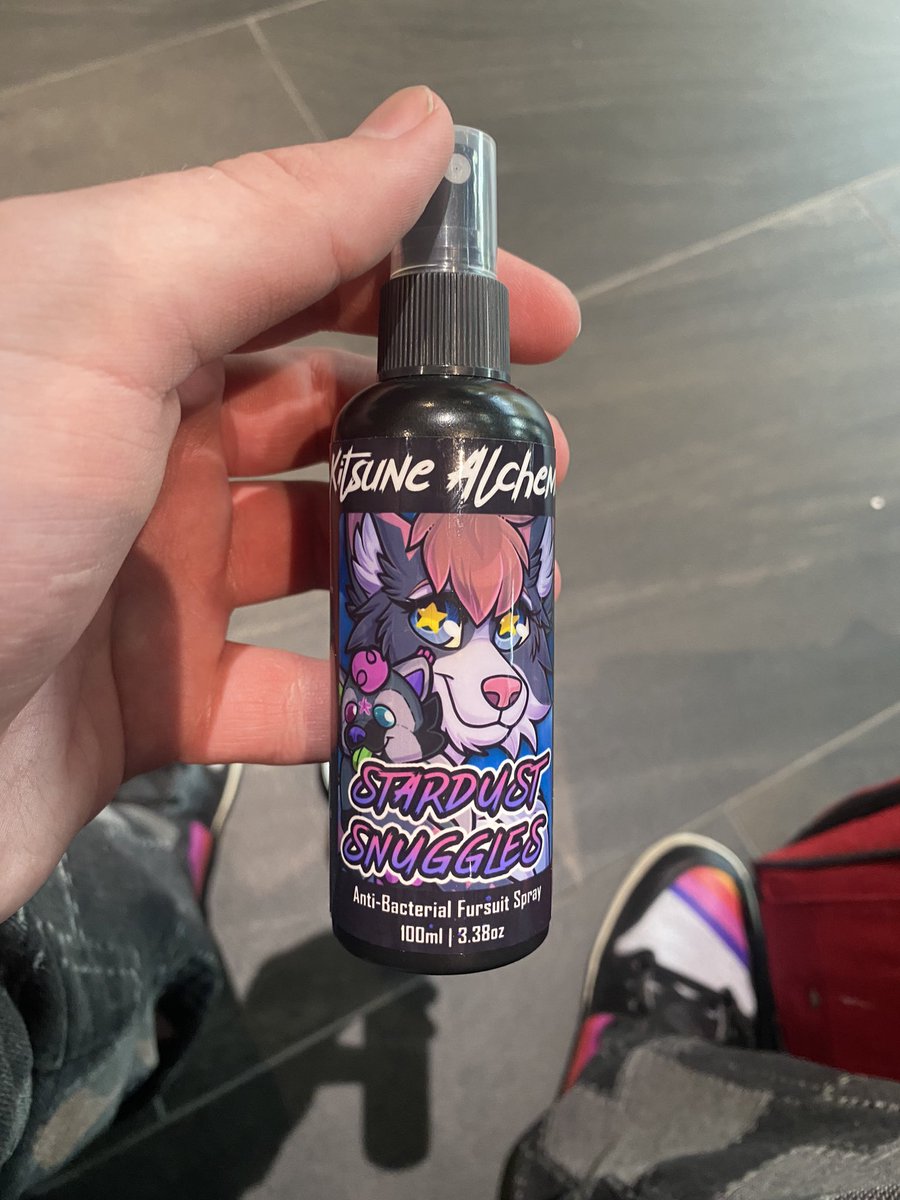 Kitsune Alchem
STARDUST
SNUGGLES
Anti-Bacterial Fursuit Spray
100ml | 3.38oz